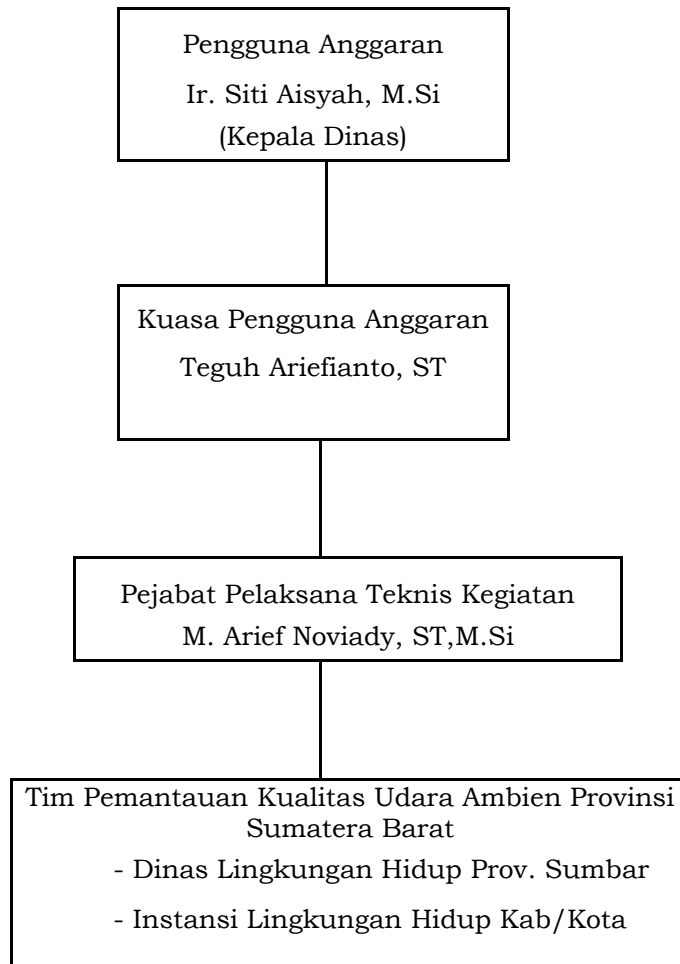 Pengguna Anggaran
Ir. Siti Aisyah, M.Si
(Kepala Dinas)
Kuasa Pengguna Anggaran
Teguh Ariefianto, ST
Pejabat Pelaksana Teknis Kegiatan
M. Arief Noviady, ST,M.Si
Tim Pemantauan Kualitas Udara Ambien Provinsi
Sumatera Barat
- Dinas Lingkungan Hidup Prov. Sumbar
- Instansi Lingkungan Hidup Kab/Kota